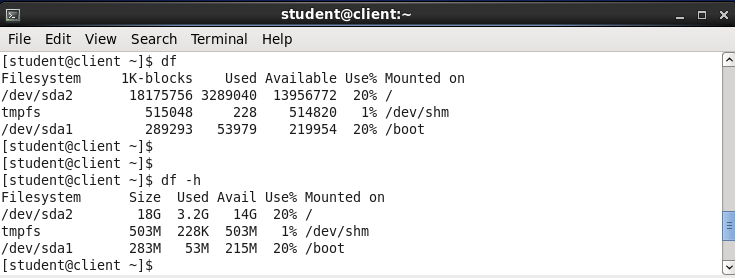 student@client:~
File Edit View Search Terminal Help
[student@client ~]$ df
Filesystem     1K-blocks    Used Available Use% Mounted on
/dev/sda2       18175756 3289040  13956772  20% /
tmpfs             515048     228    514820   1% /dev/shm
/dev/sda1         289293   53979    219954  20% /boot
[student@client ~]$
[student@client ~]$
[student@client ~]$ df -h
Filesystem      Size  Used Avail Use% Mounted on
/dev/sda2        18G  3.2G   14G  20% /
tmpfs           503M  228K  503M   1% /dev/shm
/dev/sda1       283M   53M  215M  20% /boot
[student@client ~]$